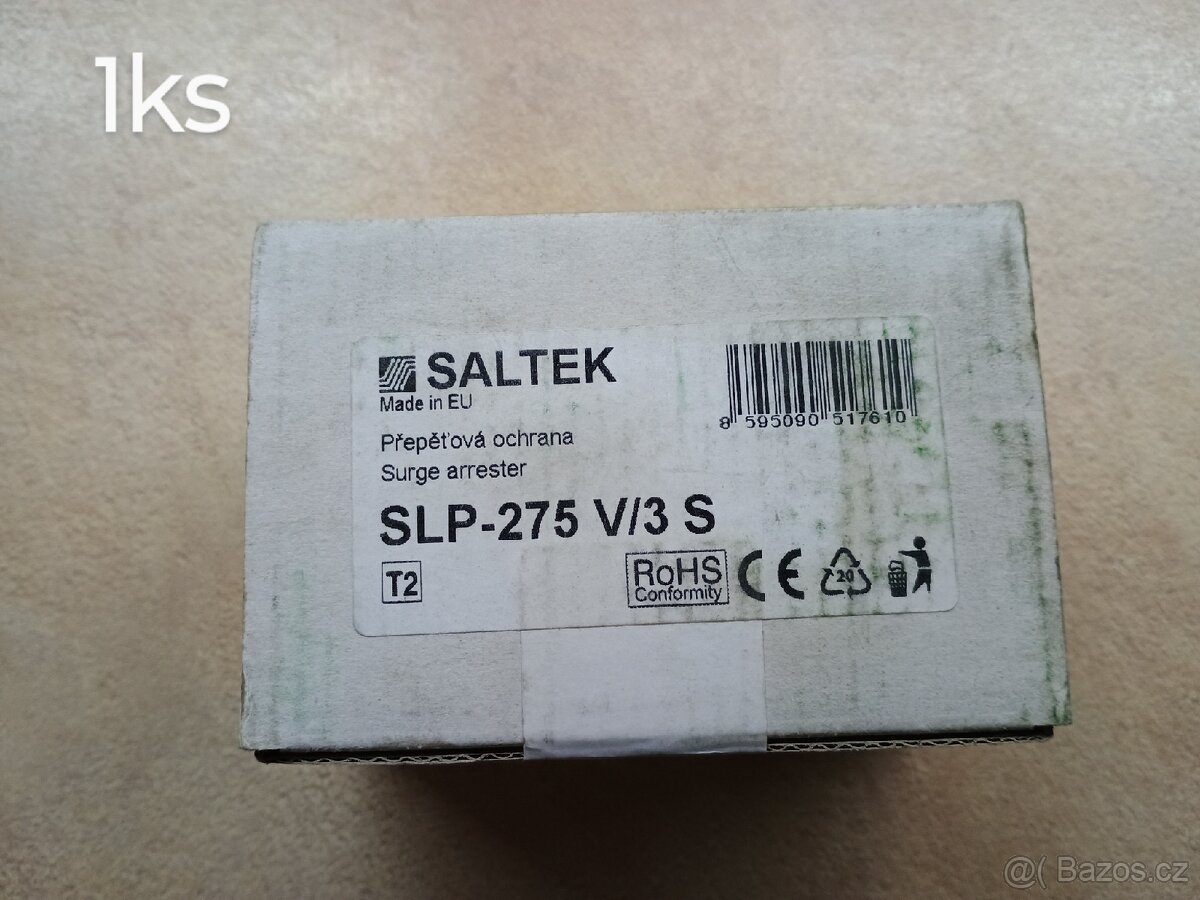 1ks
SALTEK
Made in EU
Přepěťová ochrana
Surge arrester
8 595090 517610
SLP-275 V/3 S
T2
RoHS
Conformity
CE
20
@( Bazos.cz